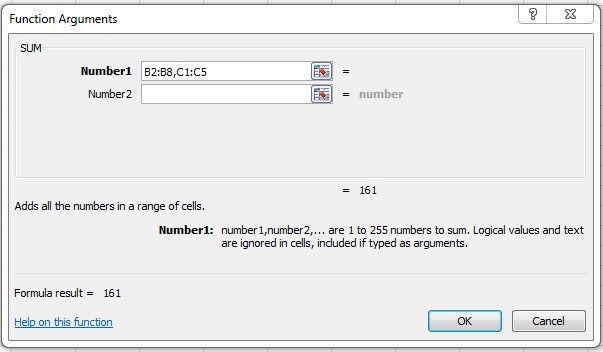 Function Arguments
SUM
Number1 B2:B8,C1:C5 =
Number2 = number
= 161
Adds all the numbers in a range of cells.
Number1: number1,number2,... are 1 to 255 numbers to sum. Logical values and text
are ignored in cells, included if typed as arguments.
Formula result = 161
Help on this function OK Cancel